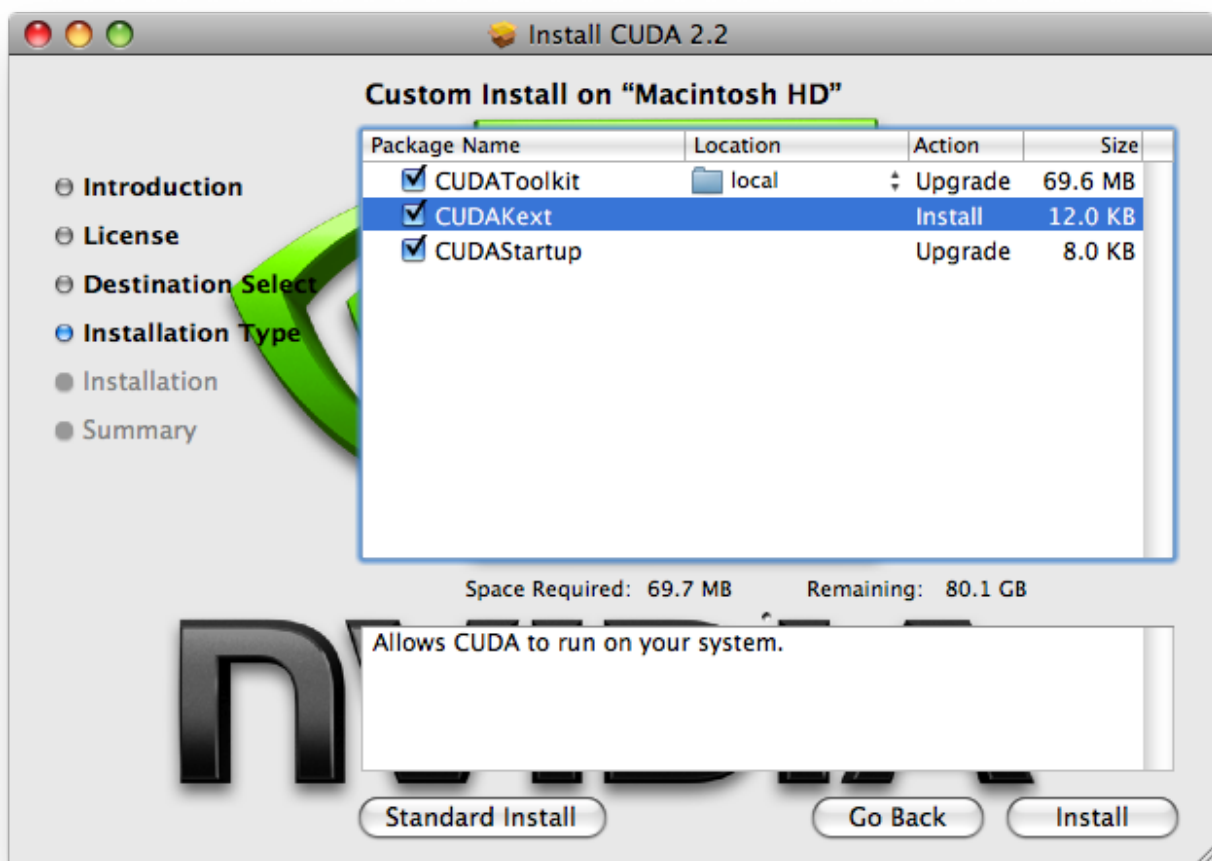 Install CUDA 2.2
Custom Install on “Macintosh HD”
Introduction
License
Destination Select
Installation Type
Installation
Summary
Package Name Location Action Size
CUDAToolkit local Upgrade 69.6 MB
CUDAKext Install 12.0 KB
CUDAStartup Upgrade 8.0 KB
Space Required: 69.7 MB Remaining: 80.1 GB
Allows CUDA to run on your system.
Standard Install Go Back Install